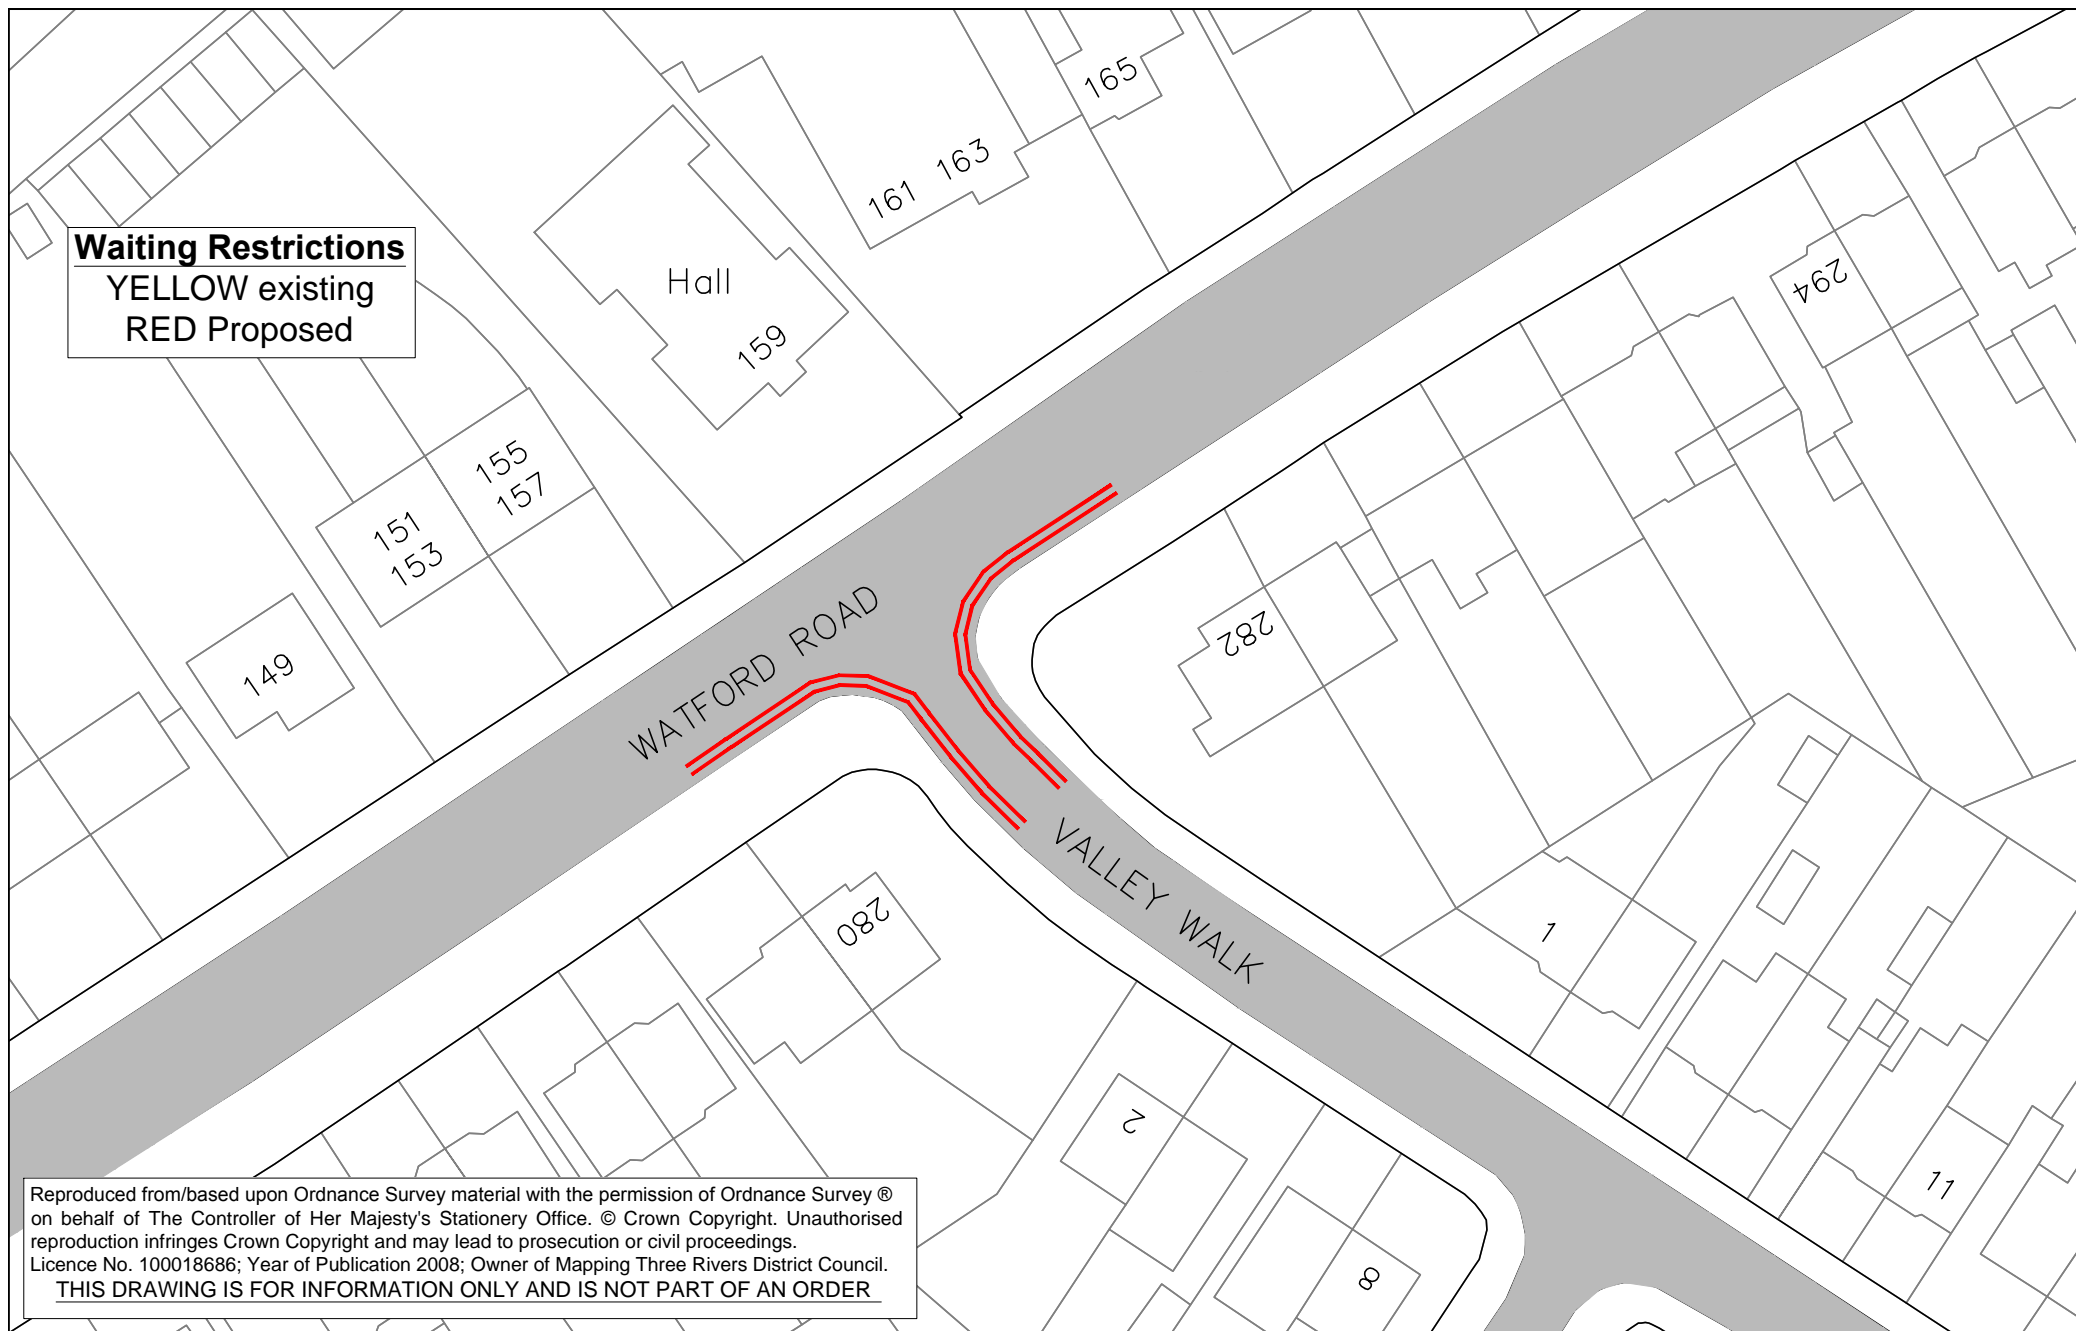 Waiting Restrictions
YELLOW existing
RED Proposed
165
161 163
Hall
159
294
155
157
151
153
149
282
WATFORD ROAD
VALLEY WALK
280
1
2
11
8
Reproduced from/based upon Ordnance Survey material with the permission of Ordnance Survey ®
on behalf of The Controller of Her Majesty's Stationery Office. © Crown Copyright. Unauthorised
reproduction infringes Crown Copyright and may lead to prosecution or civil proceedings.
Licence No. 100018686; Year of Publication 2008; Owner of Mapping Three Rivers District Council.
THIS DRAWING IS FOR INFORMATION ONLY AND IS NOT PART OF AN ORDER